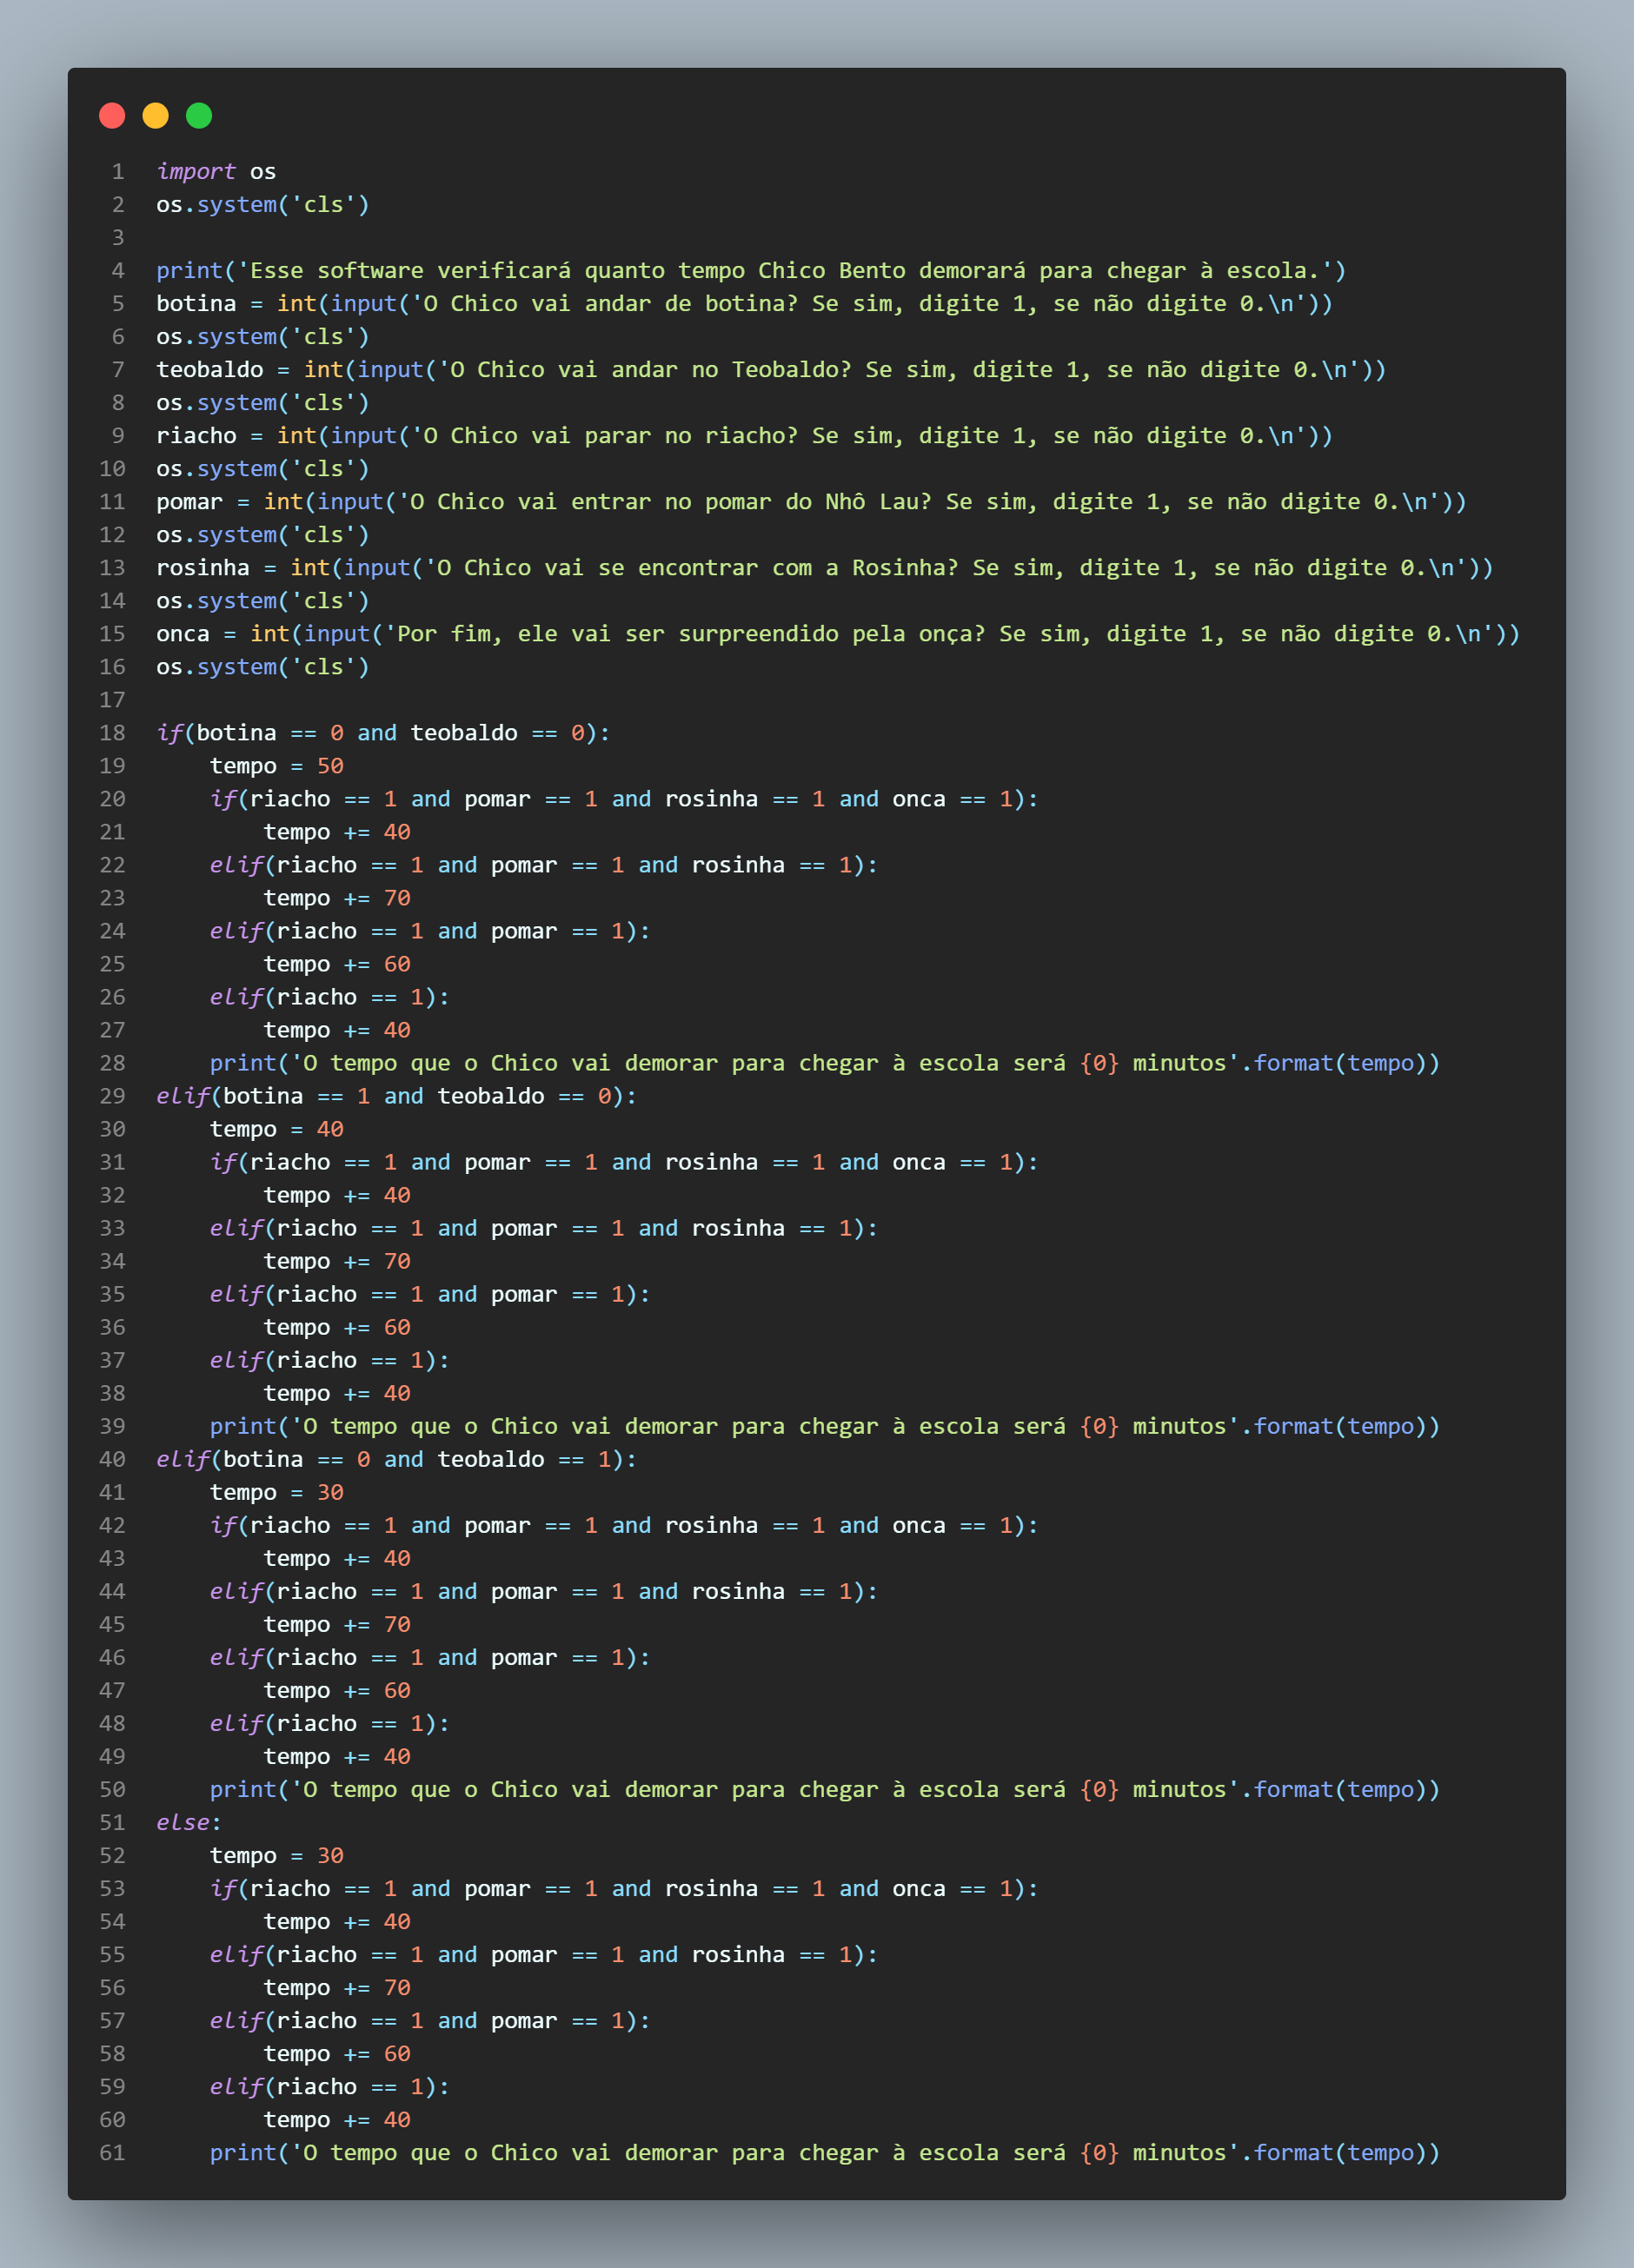 1 import os
2 os.system('cls')
3
4 print('Esse software verificará quanto tempo Chico Bento demorará para chegar à escola.')
5 botina = int(input('O Chico vai andar de botina? Se sim, digite 1, se não digite 0.\n'))
6 os.system('cls')
7 teobaldo = int(input('O Chico vai andar no Teobaldo? Se sim, digite 1, se não digite 0.\n'))
8 os.system('cls')
9 riacho = int(input('O Chico vai parar no riacho? Se sim, digite 1, se não digite 0.\n'))
10 os.system('cls')
11 pomar = int(input('O Chico vai entrar no pomar do Nhô Lau? Se sim, digite 1, se não digite 0.\n'))
12 os.system('cls')
13 rosinha = int(input('O Chico vai se encontrar com a Rosinha? Se sim, digite 1, se não digite 0.\n'))
14 os.system('cls')
15 onca = int(input('Por fim, ele vai ser surpreendido pela onça? Se sim, digite 1, se não digite 0.\n'))
16 os.system('cls')
17
18 if(botina == 0 and teobaldo == 0):
19     tempo = 50
20     if(riacho == 1 and pomar == 1 and rosinha == 1 and onca == 1):
21         tempo += 40
22     elif(riacho == 1 and pomar == 1 and rosinha == 1):
23         tempo += 70
24     elif(riacho == 1 and pomar == 1):
25         tempo += 60
26     elif(riacho == 1):
27         tempo += 40
28     print('O tempo que o Chico vai demorar para chegar à escola será {0} minutos'.format(tempo))
29 elif(botina == 1 and teobaldo == 0):
30     tempo = 40
31     if(riacho == 1 and pomar == 1 and rosinha == 1 and onca == 1):
32         tempo += 40
33     elif(riacho == 1 and pomar == 1 and rosinha == 1):
34         tempo += 70
35     elif(riacho == 1 and pomar == 1):
36         tempo += 60
37     elif(riacho == 1):
38         tempo += 40
39     print('O tempo que o Chico vai demorar para chegar à escola será {0} minutos'.format(tempo))
40 elif(botina == 0 and teobaldo == 1):
41     tempo = 30
42     if(riacho == 1 and pomar == 1 and rosinha == 1 and onca == 1):
43         tempo += 40
44     elif(riacho == 1 and pomar == 1 and rosinha == 1):
45         tempo += 70
46     elif(riacho == 1 and pomar == 1):
47         tempo += 60
48     elif(riacho == 1):
49         tempo += 40
50     print('O tempo que o Chico vai demorar para chegar à escola será {0} minutos'.format(tempo))
51 else:
52     tempo = 30
53     if(riacho == 1 and pomar == 1 and rosinha == 1 and onca == 1):
54         tempo += 40
55     elif(riacho == 1 and pomar == 1 and rosinha == 1):
56         tempo += 70
57     elif(riacho == 1 and pomar == 1):
58         tempo += 60
59     elif(riacho == 1):
60         tempo += 40
61     print('O tempo que o Chico vai demorar para chegar à escola será {0} minutos'.format(tempo))